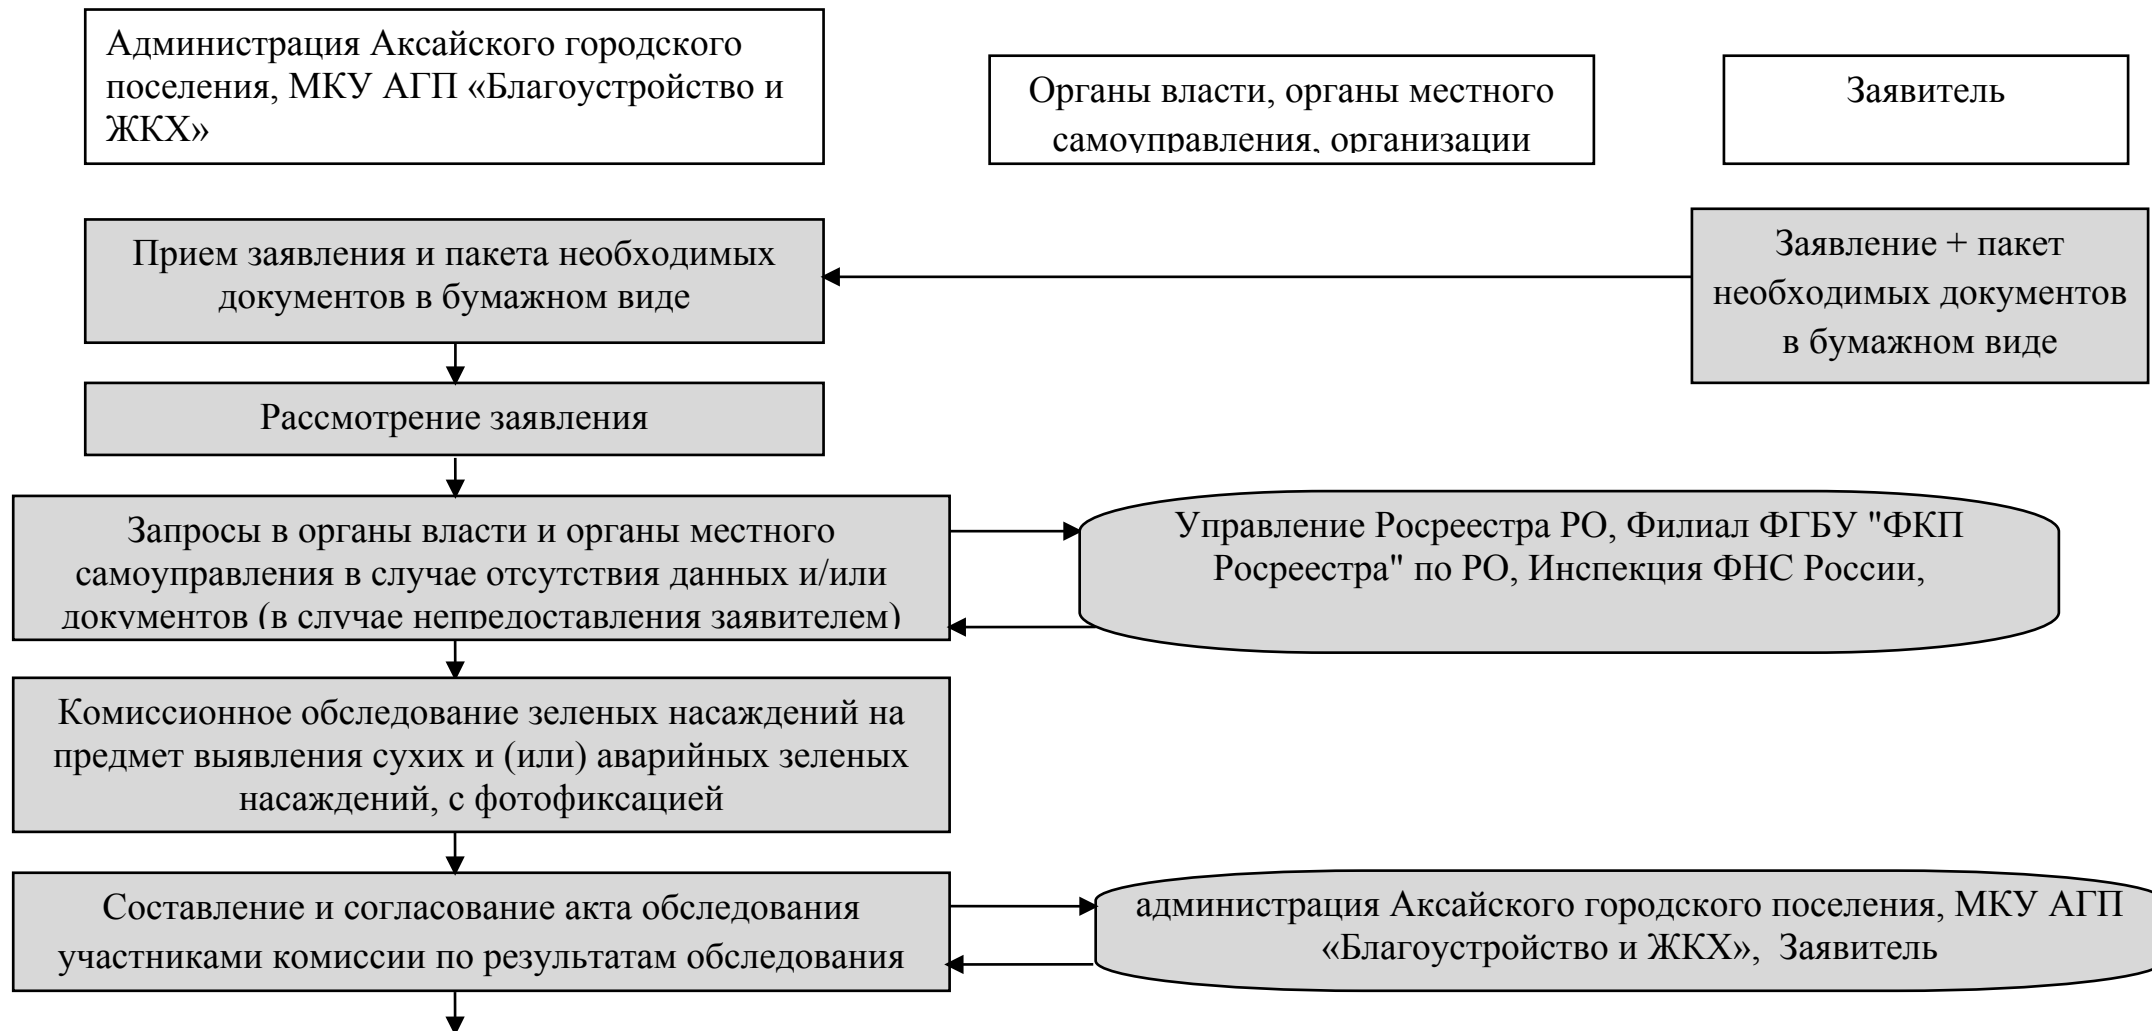 Администрация Аксайского городского
поселения, МКУ АГП «Благоустройство и
ЖКХ»
Органы власти, органы местного
самоуправления, организации
Заявитель
Прием заявления и пакета необходимых
документов в бумажном виде
Заявление + пакет
необходимых документов
в бумажном виде
Рассмотрение заявления
Запросы в органы власти и органы местного
самоуправления в случае отсутствия данных и/или
документов (в случае непредоставления заявителем)
Управление Росреестра РО, Филиал ФГБУ "ФКП
Росреестра" по РО, Инспекция ФНС России,
Комиссионное обследование зеленых насаждений на
предмет выявления сухих и (или) аварийных зеленых
насаждений, с фотофиксацией
Составление и согласование акта обследования
участниками комиссии по результатам обследования
администрация Аксайского городского поселения, МКУ АГП
«Благоустройство и ЖКХ», Заявитель